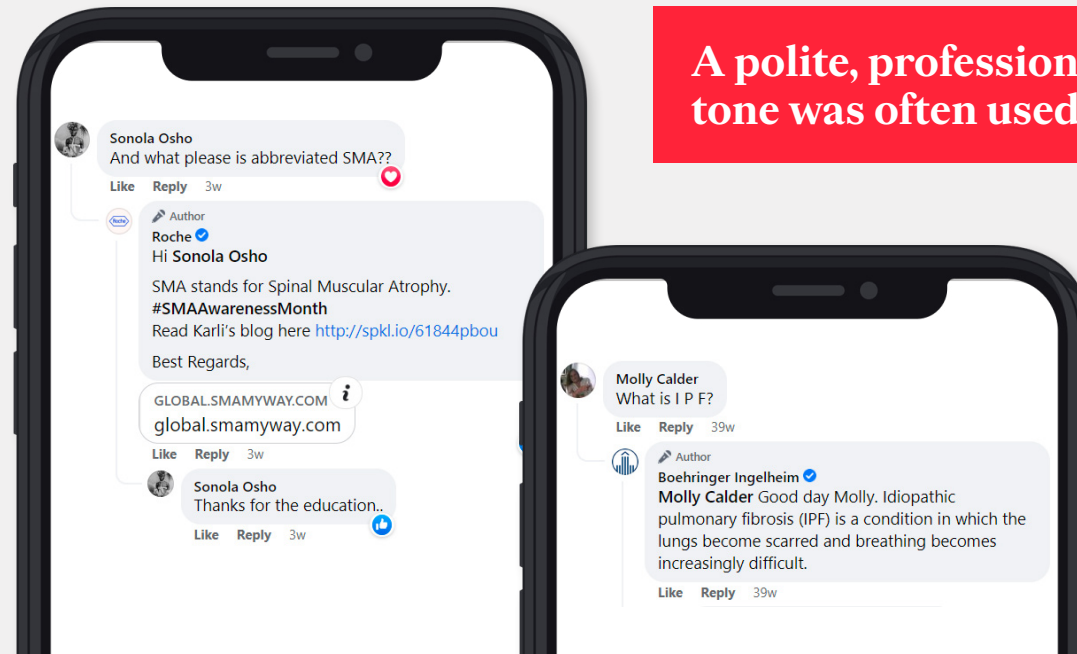 A polite, profession
tone was often used
Sonola Osho
And what please is abbreviated SMA??
Like Reply 3w
Roche
Author
Roche
Hi Sonola Osho
SMA stands for Spinal Muscular Atrophy.
#SMAAwarenessMonth
Read Karli's blog here http://spkl.io/61844pbou
Best Regards,
GLOBAL.SMAMYWAY.COM
i
global.smamyway.com
Like Reply 3w
Sonola Osho
Thanks for the education..
Like Reply 3w
Molly Calder
What is I P F?
Like Reply 39w
Author
Boehringer Ingelheim
Molly Calder Good day Molly. Idiopathic
pulmonary fibrosis (IPF) is a condition in which the
lungs become scarred and breathing becomes
increasingly difficult.
Like Reply 39w